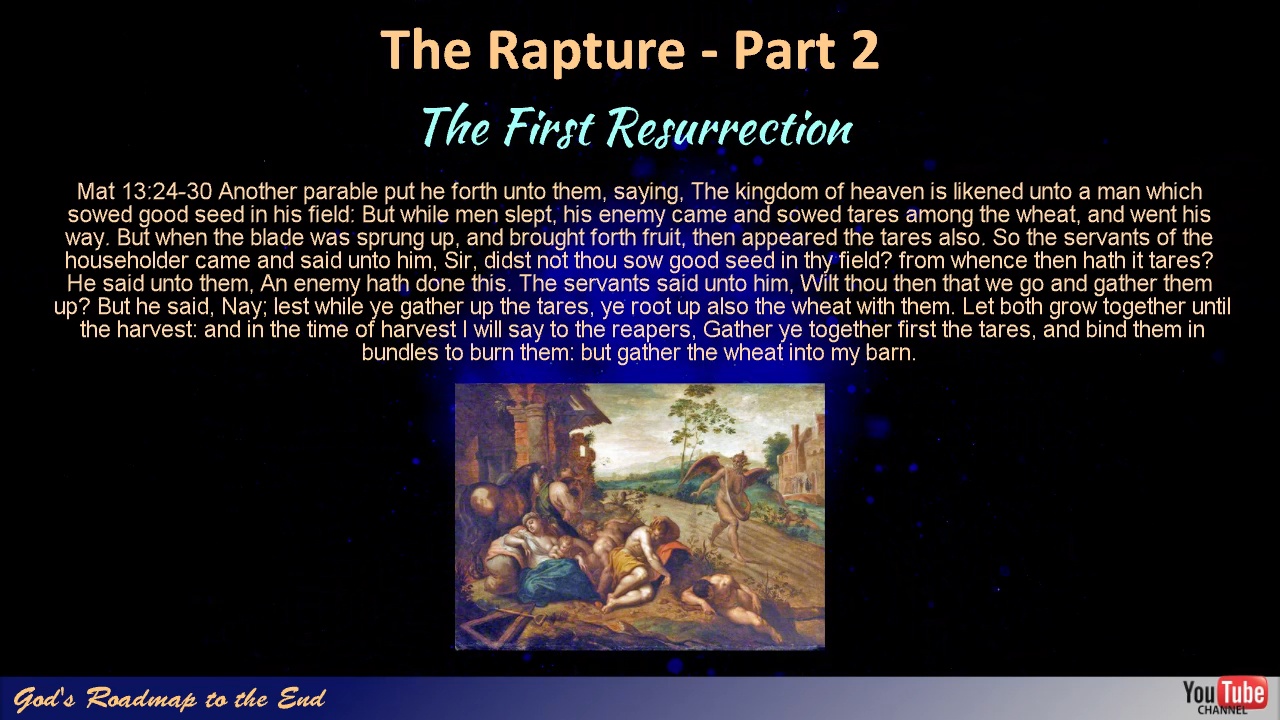 The Rapture - Part 2
The First Resurrection
Mat 13:24-30 Another parable put he forth unto them, saying, The kingdom of heaven is likened unto a man which
sowed good seed in his field: But while men slept, his enemy came and sowed tares among the wheat, and went his
way. But when the blade was sprung up, and brought forth fruit, then appeared the tares also. So the servants of the
householder came and said unto him, Sir, didst not thou sow good seed in thy field? from whence then hath it tares?
He said unto them, An enemy hath done this. The servants said unto him, Wilt thou then that we go and gather them
up? But he said, Nay; lest while ye gather up the tares, ye root up also the wheat with them. Let both grow together until
the harvest: and in the time of harvest I will say to the reapers, Gather ye together first the tares, and bind them in
bundles to burn them: but gather the wheat into my barn.
God's Roadmap to the End
YouTube
CHANNEL